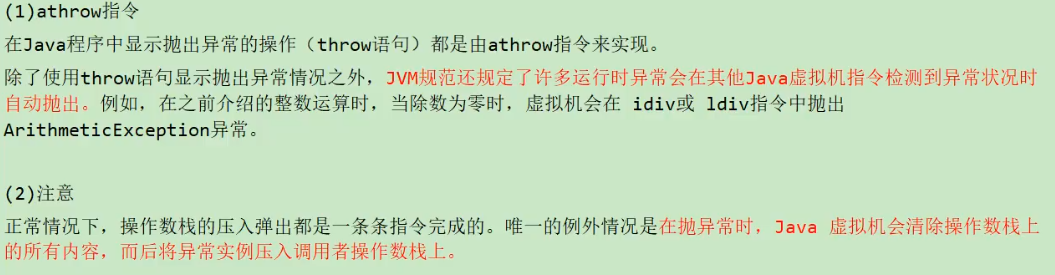 (1)athrow指令
在Java程序中显示抛出异常的操作（throw语句）都是由athrow指令来实现。
除了使用throw语句显示抛出异常情况之外，JVM规范还规定了许多运行时异常会在其他Java虚拟机指令检测到异常状况时
自动抛出。例如，在之前介绍的整数运算时，当除数为零时，虚拟机会在 idiv或 ldiv指令中抛出
ArithmeticException异常。
(2)注意
正常情况下，操作数栈的压入弹出都是一条条指令完成的。唯一的例外情况是在抛异常时，Java 虚拟机会清除操作数栈上
的所有内容，而后将异常实例压入调用者操作数栈上。